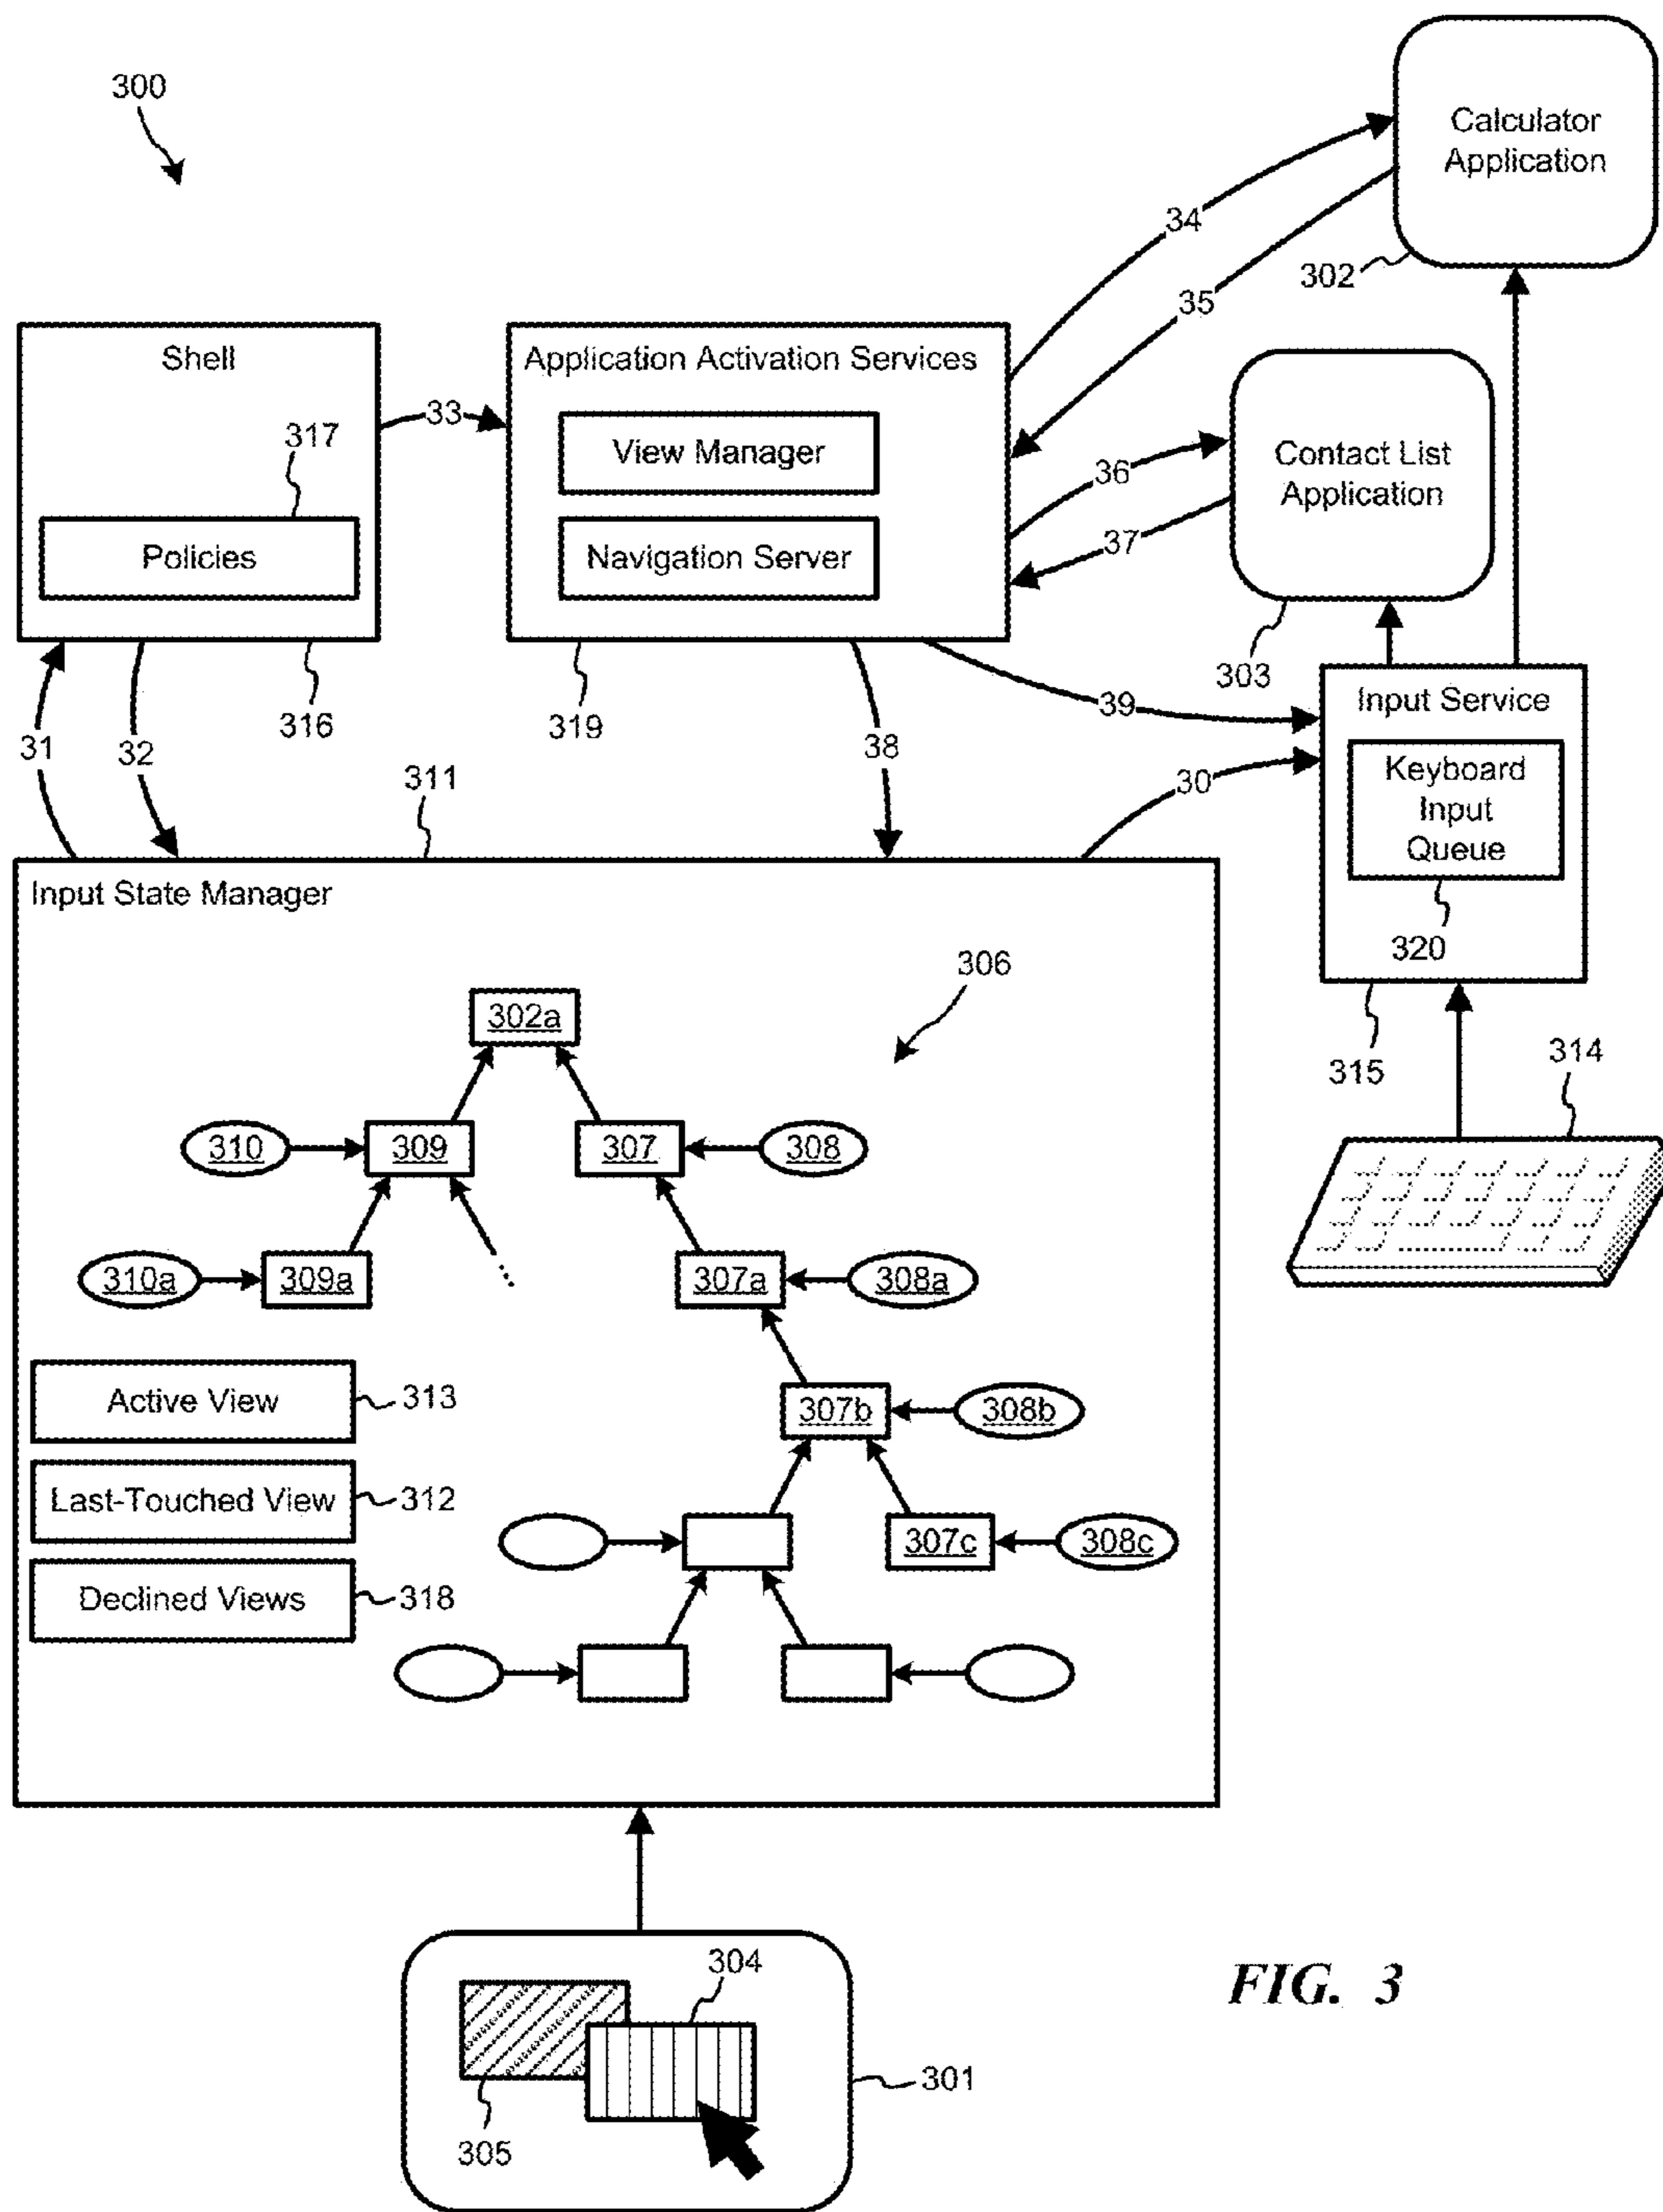 300
Calculator
Application
302
34
35
Shell
317
Policies
316
33
Application Activation Services
View Manager
Navigation Server
319
36
37
Contact List
Application
303
31
32
38
39
30
311
Input Service
Keyboard
Input
Queue
320
315
314
Input State Manager
306
302a
310
309
307
308
310a
309a
...
307a
308a
307b
308b
307c
308c
Active View
313
Last-Touched View
312
Declined Views
318
304
305
301
FIG. 3